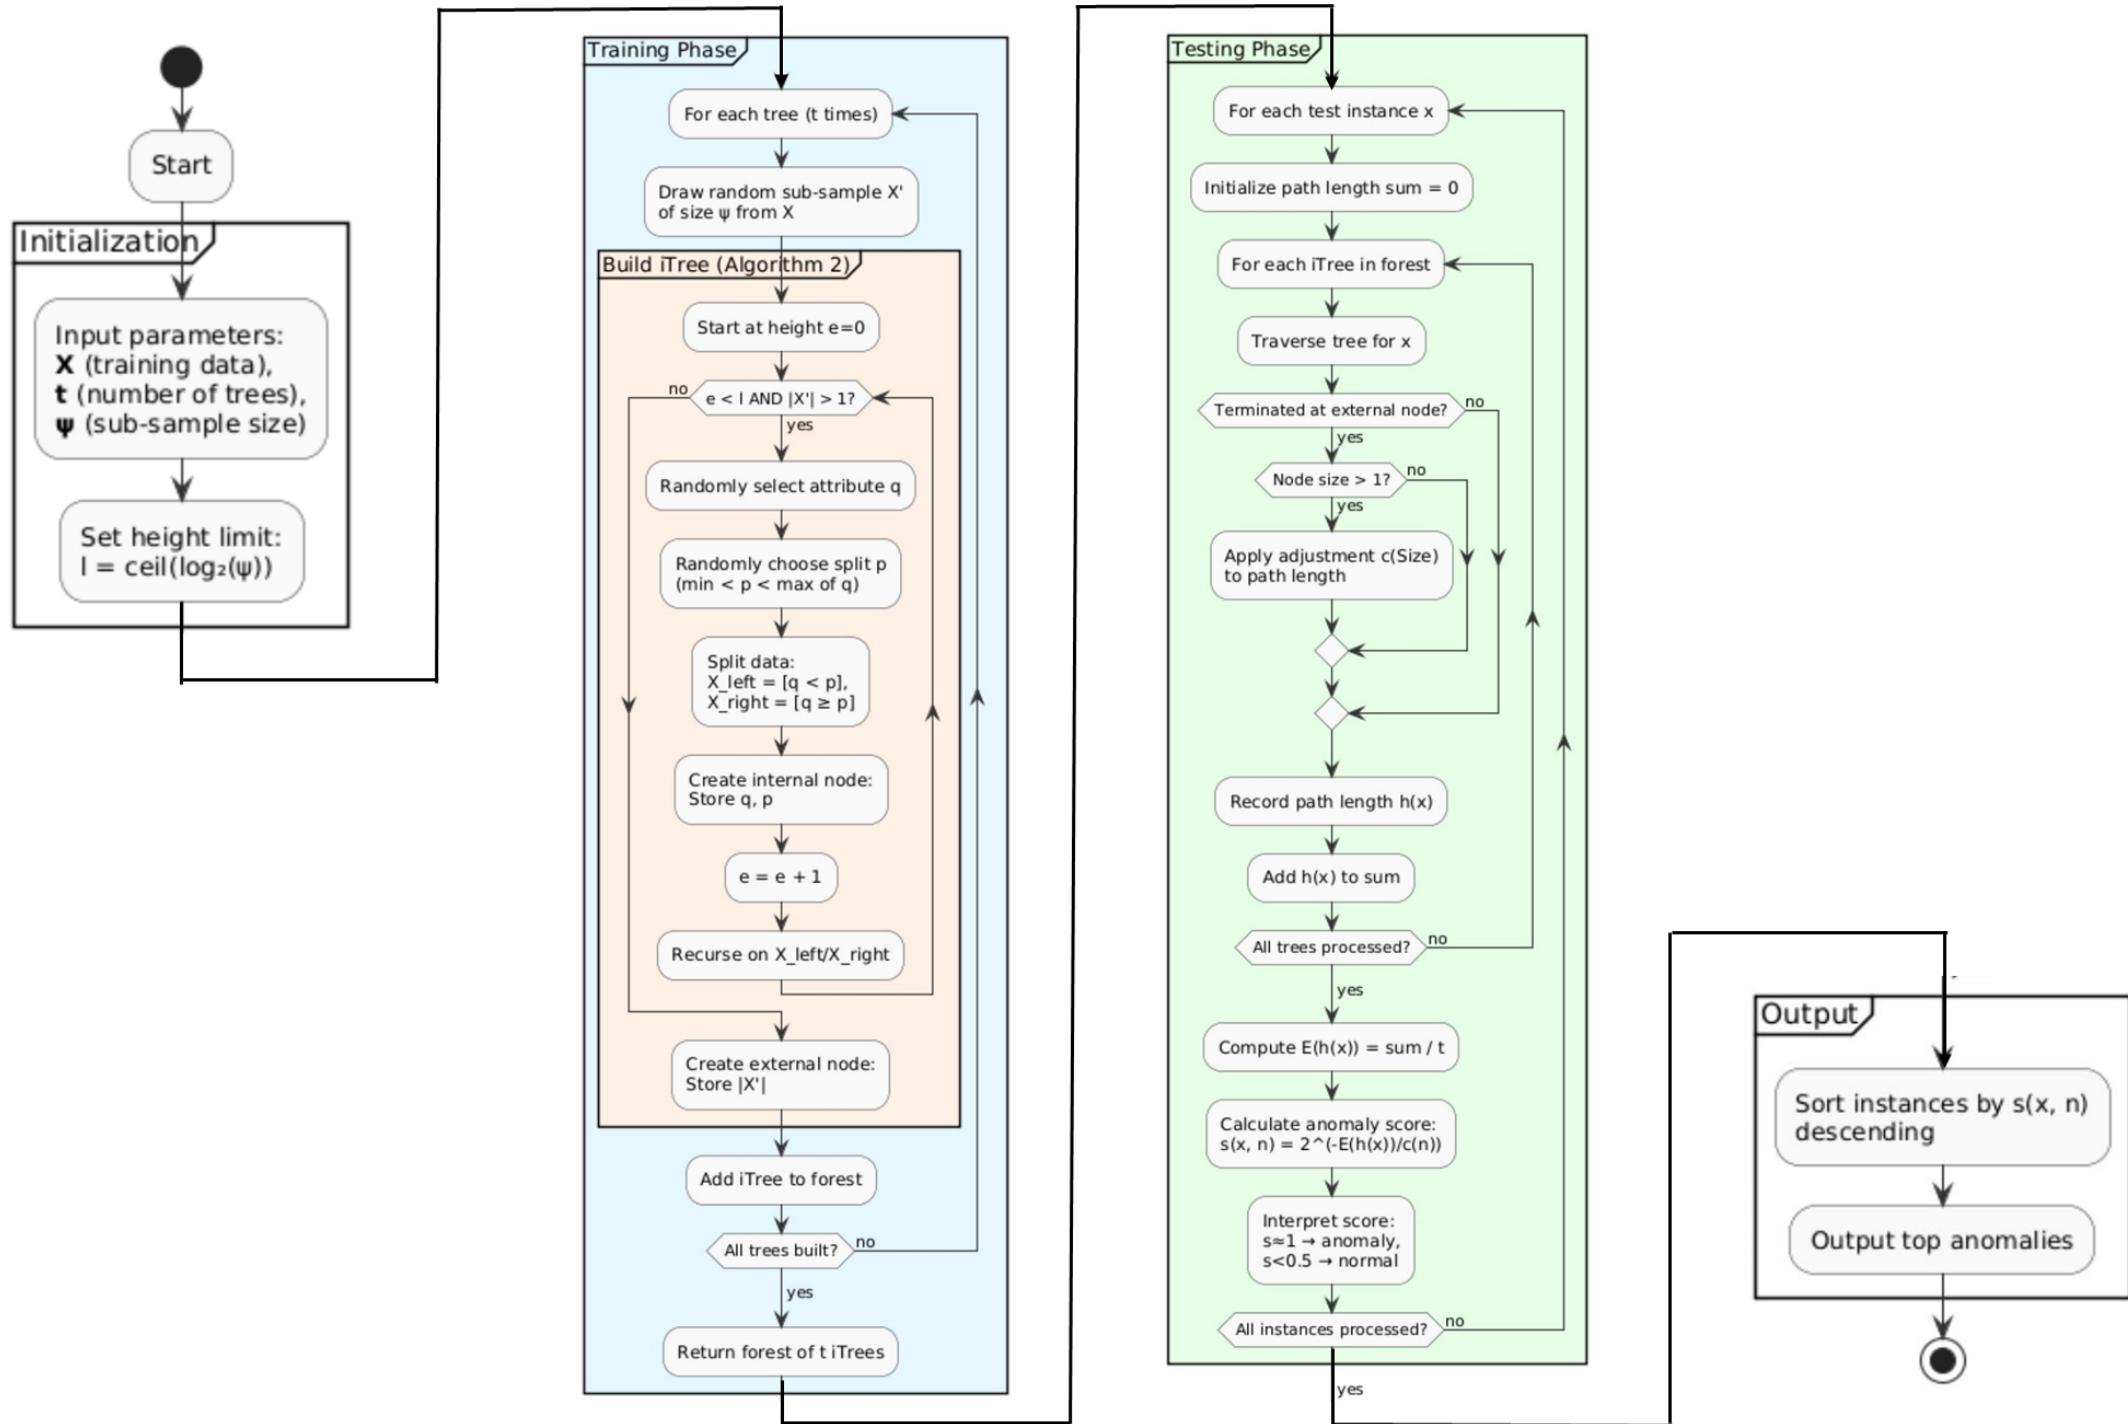 Start
Initialization
Input parameters:
X (training data),
t (number of trees),
ψ (sub-sample size)
Set height limit:
l = ceil(log₂(ψ))
Training Phase
For each tree (t times)
Draw random sub-sample X'
of size ψ from X
Build iTree (Algorithm 2)
Start at height e=0
e < l AND |X'| > 1?
no
yes
Randomly select attribute q
Randomly choose split p
(min < p < max of q)
Split data:
X_left = [q < p],
X_right = [q ≥ p]
Create internal node:
Store q, p
e = e + 1
Recurse on X_left/X_right
Create external node:
Store |X'|
Add iTree to forest
All trees built?
no
yes
Return forest of t iTrees
Testing Phase
For each test instance x
Initialize path length sum = 0
For each iTree in forest
Traverse tree for x
Terminated at external node?
no
yes
Node size > 1?
no
yes
Apply adjustment c(Size)
to path length
Record path length h(x)
Add h(x) to sum
All trees processed?
no
yes
Compute E(h(x)) = sum / t
Calculate anomaly score:
s(x, n) = 2^(-E(h(x))/c(n))
Interpret score:
s≈1 → anomaly,
s<0.5 → normal
All instances processed?
no
yes
Output
Sort instances by s(x, n)
descending
Output top anomalies